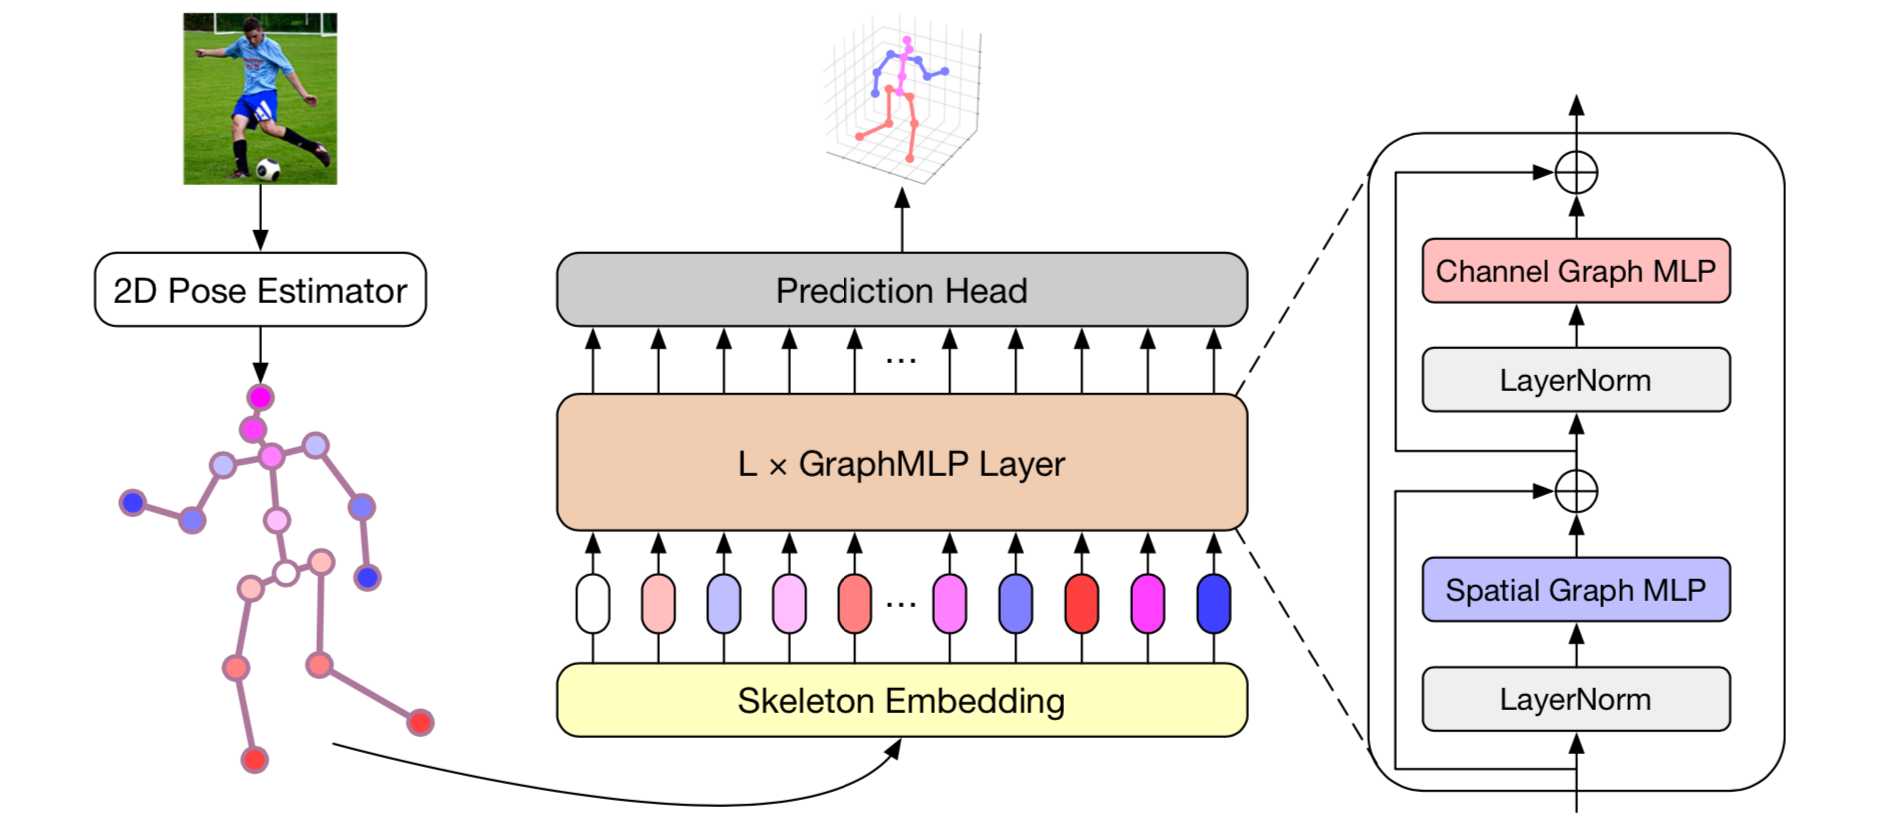 2D Pose Estimator
Prediction Head
...
L × GraphMLP Layer
...
Skeleton Embedding
Channel Graph MLP
LayerNorm
Spatial Graph MLP
LayerNorm